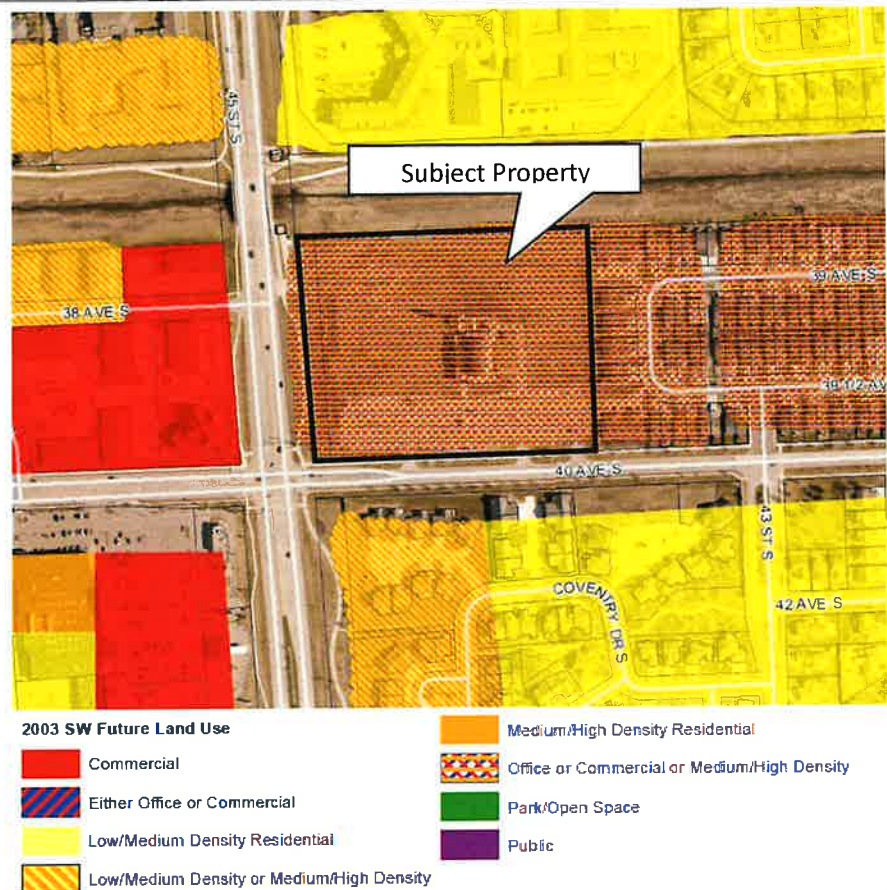 45 ST S
Subject Property
39 AVE S
38 AVE S
39 1/2 AV
40 AVE S
43 ST S
COVENTRY DR S
42 AVE S
2003 SW Future Land Use
Commercial
Either Office or Commercial
Low/Medium Density Residential
Low/Medium Density or Medium/High Density
Medium/High Density Residential
Office or Commercial or Medium/High Density
Park/Open Space
Public